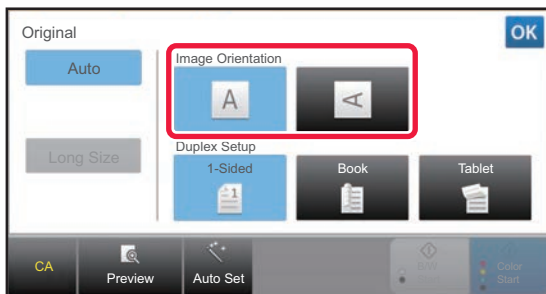 Original
OK
Auto
Image Orientation
A
A
Long Size
Duplex Setup
1-Sided
Book
Tablet
1
CA
Preview
Auto Set
B/W
Start
Color
Start